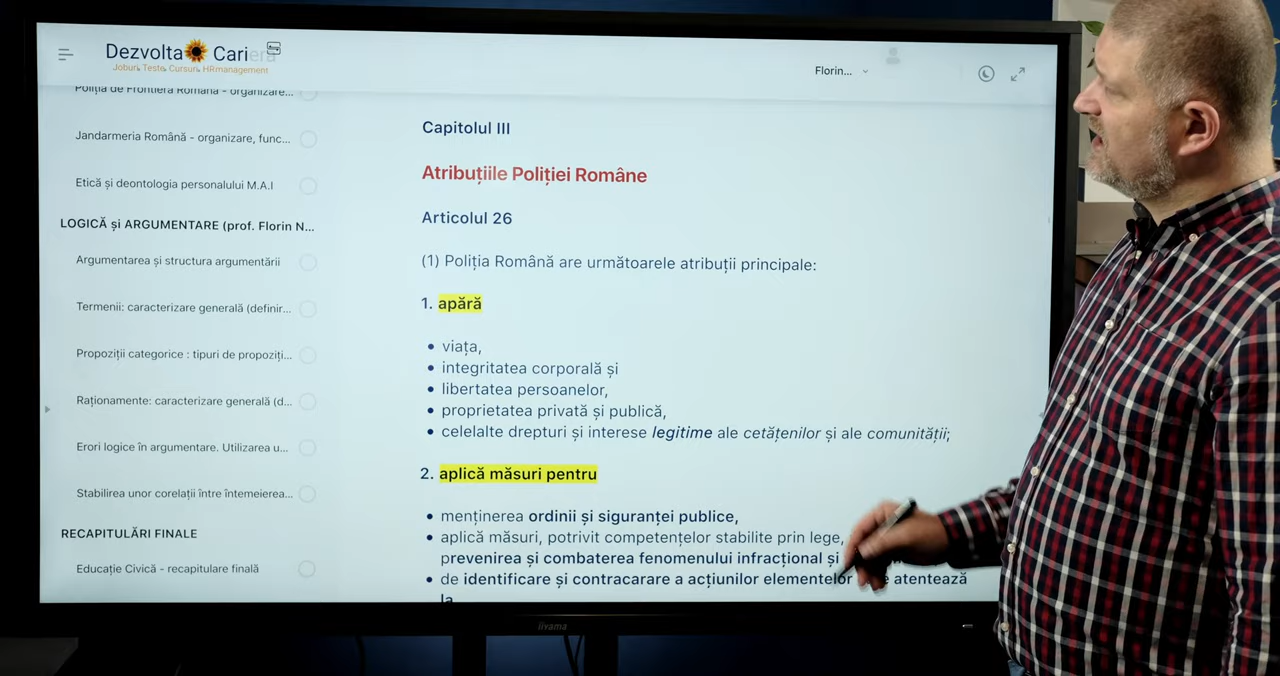 Dezvolta Cariera
Joburi, Teste, Cursuri, HRmanagement
Florin...
Poliția de Frontieră Română - organizare...
Jandarmeria Română - organizare, func...
Etică și deontologia personalului M.A.I
LOGICĂ și ARGUMENTARE (prof. Florin N...
Argumentarea și structura argumentării
Termenii: caracterizare generală (definir...
Propoziții categorice : tipuri de propoziți...
Raționamente: caracterizare generală (d...
Erori logice în argumentare. Utilizarea u...
Stabilirea unor corelații între întemeierea...
RECAPITULĂRI FINALE
Educație Civică - recapitulare finală
Capitolul III
Atribuțiile Poliției Române
Articolul 26
(1) Poliția Română are următoarele atribuții principale:
1. apără
• viața,
• integritatea corporală și
• libertatea persoanelor,
• proprietatea privată și publică,
• celelalte drepturi și interese legitime ale cetățenilor și ale comunității;
2. aplică măsuri pentru
• menținerea ordinii și siguranței publice,
• aplică măsuri, potrivit competențelor stabilite prin lege,
prevenirea și combaterea fenomenului infracțional și
• de identificare și contracarare a acțiunilor elementelor atentează
la
iiyama